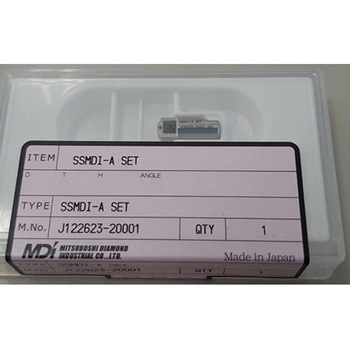 ITEM SSMDI-A SET
D T H ANGLE
TYPE SSMDI-A SET
M.No. J122623-20001 QTY 1
MDi MITSUBOSHI DIAMOND INDUSTRIAL CO.,LTD. Made in Japan